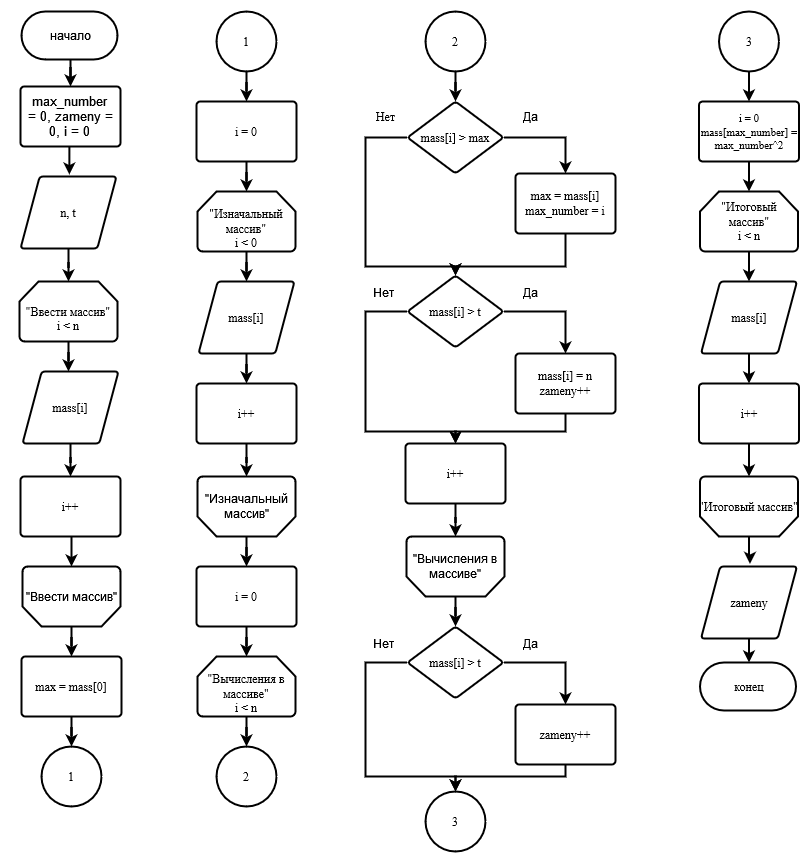 начало
max_number
= 0, zameny =
0, i = 0
n, t
"Ввести массив"
i < n
mass[i]
i++
"Ввести массив"
max = mass[0]
1
1
i = 0
"Изначальный
массив"
i < 0
mass[i]
i++
"Изначальный
массив"
i = 0
"Вычисления в
массиве"
i < n
2
2
Нет
Да
mass[i] > max
max = mass[i]
max_number = i
Нет
Да
mass[i] > t
mass[i] = n
zameny++
i++
"Вычисления в
массиве"
Нет
Да
mass[i] > t
zameny++
3
3
i = 0
mass[max_number] =
max_number^2
"Итоговый
массив"
i < n
mass[i]
i++
"Итоговый массив"
zameny
конец